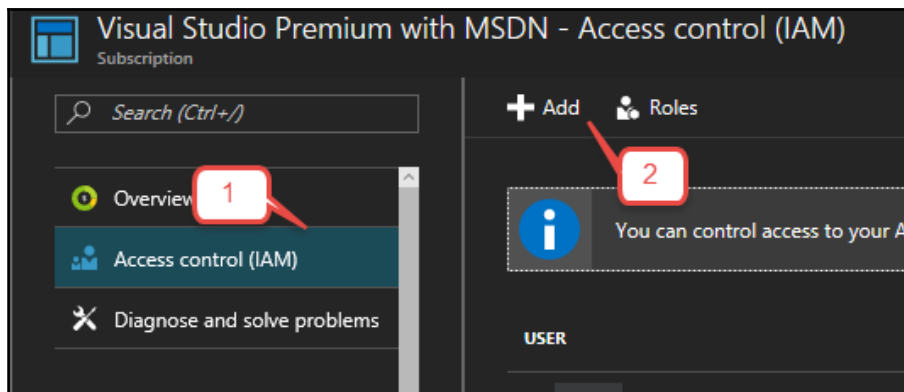 Visual Studio Premium with MSDN - Access control (IAM)
Subscription
Search (Ctrl+/)
Add
Roles
1
2
Overview
You can control access to your A
Access control (IAM)
Diagnose and solve problems
USER